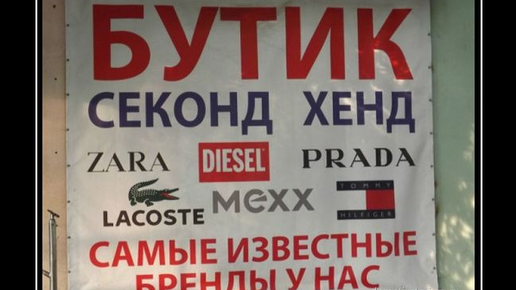 БУТИК
СЕКОНД ХЕНД
ZARA DIESEL PRADA
LACOSTE mexx TOMMY HILFIGER
САМЫЕ ИЗВЕСТНЫЕ
БРЕНДЫ У НАС